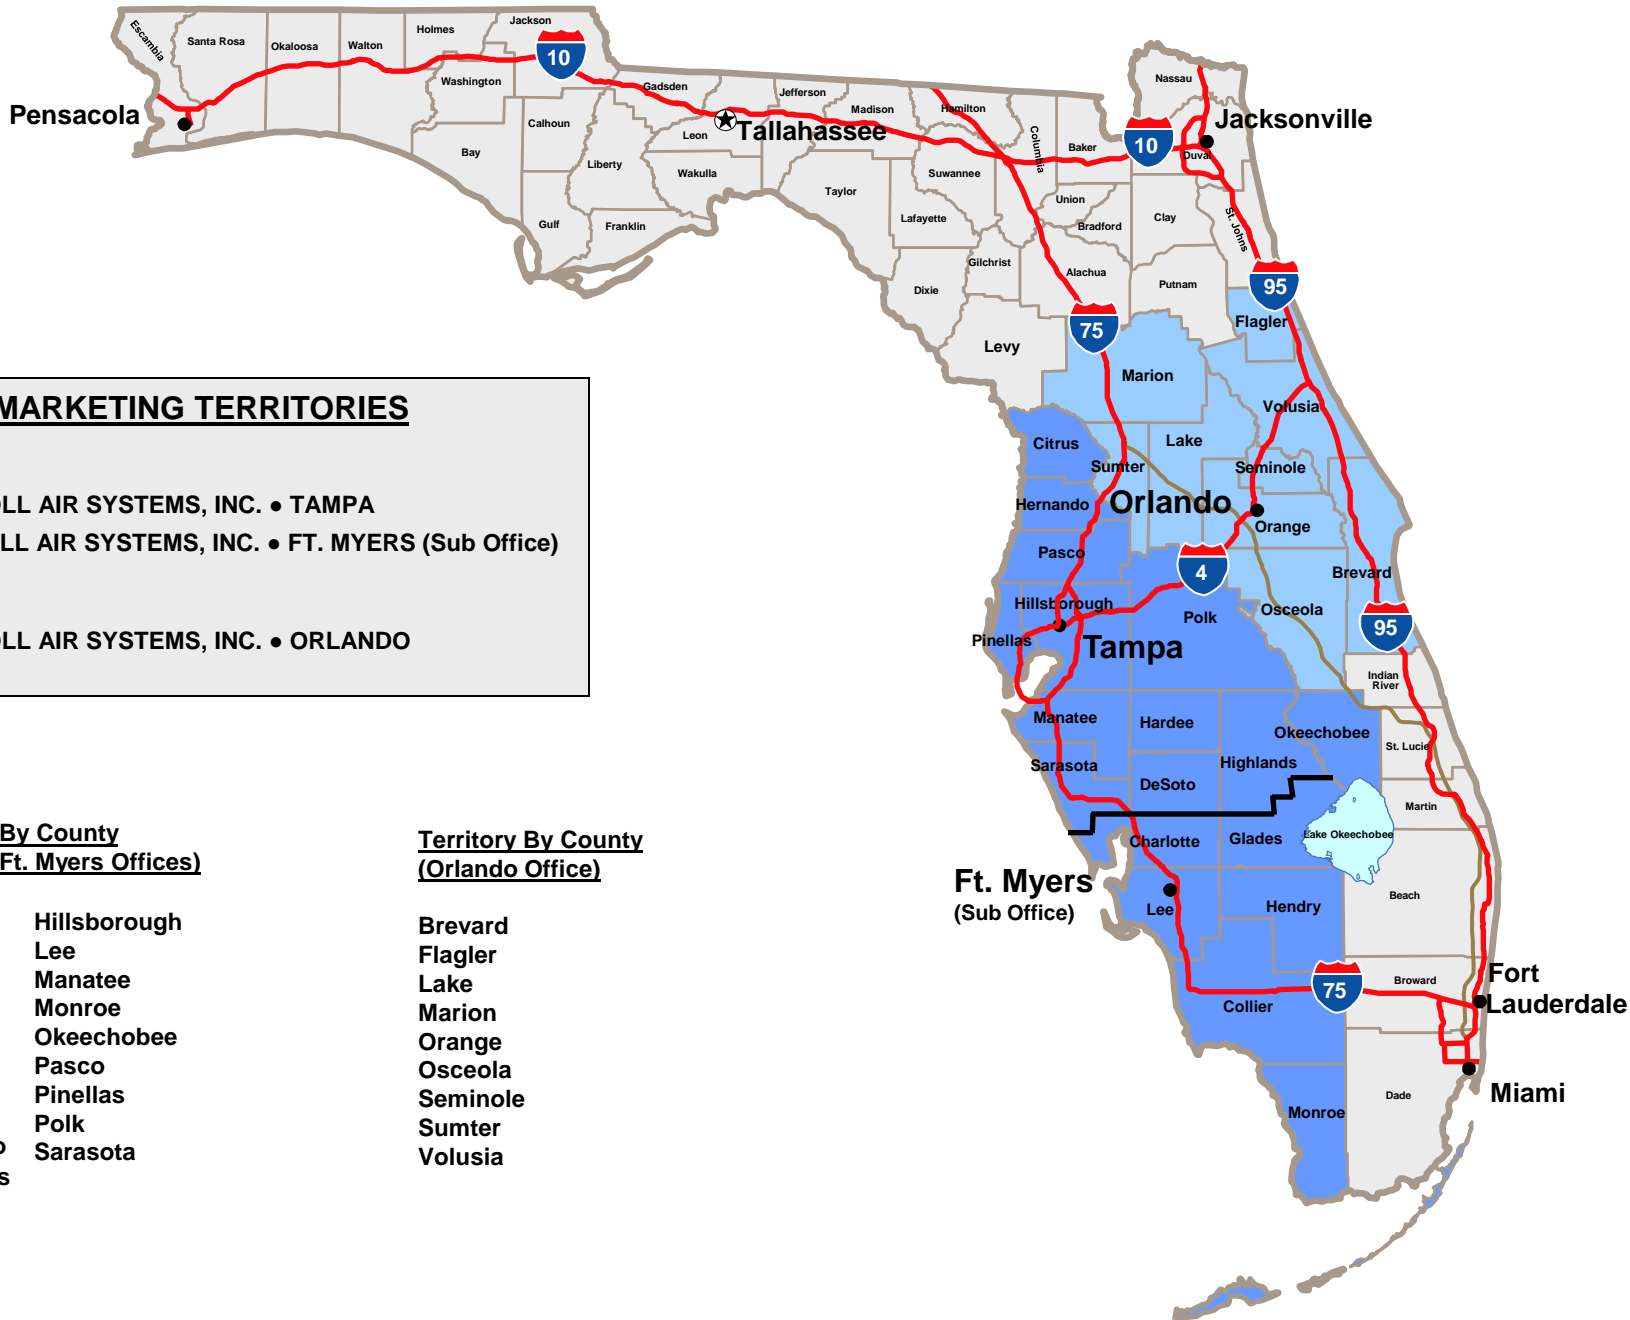 Escambia
Santa Rosa
Okaloosa
Walton
Holmes
Jackson
Washington
10
Gadsden
Jefferson
Madison
Hamilton
Nassau
Pensacola
Calhoun
Leon
Tallahassee
Columbia
Baker
10
Jacksonville
Duval
Bay
Liberty
Wakulla
Suwannee
Taylor
Union
Lafayette
Bradford
Clay
St. Johns
Gulf
Franklin
Gilchrist
Alachua
Dixie
Putnam
95
Flagler
75
Levy
Marion
Volusia
MARKETING TERRITORIES
LL AIR SYSTEMS, INC. ● TAMPA
LL AIR SYSTEMS, INC. ● FT. MYERS (Sub Office)
LL AIR SYSTEMS, INC. ● ORLANDO
Citrus
Lake
Sumter
Seminole
Hernando
Orlando
Orange
Pasco
4
Brevard
Hillsborough
Polk
Osceola
95
Pinellas
Tampa
Indian
River
Manatee
Hardee
Okeechobee
St. Lucie
Sarasota
Highlands
DeSoto
Martin
Charlotte
Glades
Lake Okeechobee
Ft. Myers
(Sub Office)
Lee
Hendry
Beach
75
Broward
Fort
Lauderdale
Collier
Monroe
Dade
Miami
By County
Ft. Myers Offices)
Hillsborough
Lee
Manatee
Monroe
Okeechobee
Pasco
Pinellas
Polk
Sarasota
s
Territory By County
(Orlando Office)
Brevard
Flagler
Lake
Marion
Orange
Osceola
Seminole
Sumter
Volusia